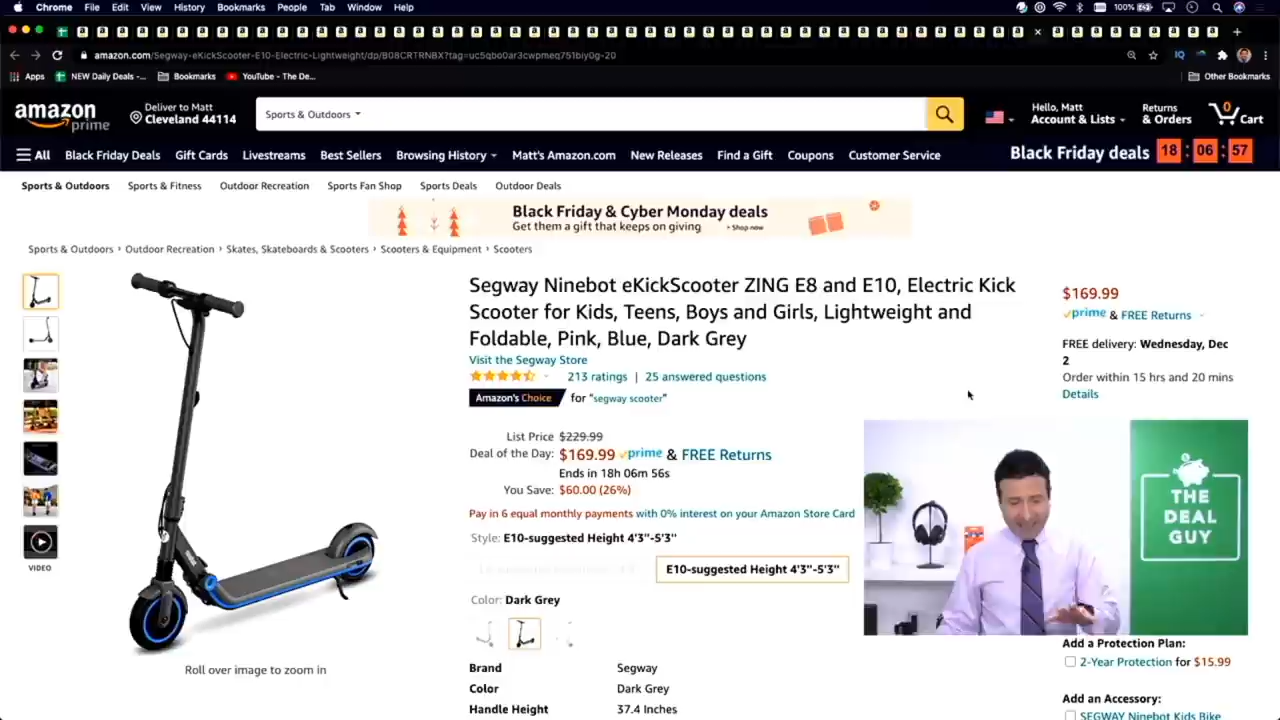 Chrome File Edit View History Bookmarks People Tab Window Help
100%
amazon.com/Segway-eKickScooter-E10-Electric-Lightweight/dp/B08CRTRNBX?tag=uc5qbo0ar3cwpmeq751biy0g-20
Apps NEW Daily Deals -... Bookmarks YouTube - The De... Other Bookmarks
amazon prime
Deliver to Matt
Cleveland 44114
Sports & Outdoors
Hello, Matt
Account & Lists
Returns
& Orders
0
Cart
All Black Friday Deals Gift Cards Livestreams Best Sellers Browsing History Matt's Amazon.com New Releases Find a Gift Coupons Customer Service Black Friday deals 18 : 06 : 57
Sports & Outdoors Sports & Fitness Outdoor Recreation Sports Fan Shop Sports Deals Outdoor Deals
Black Friday & Cyber Monday deals
Get them a gift that keeps on giving › Shop now
Sports & Outdoors › Outdoor Recreation › Skates, Skateboards & Scooters › Scooters & Equipment › Scooters
Segway Ninebot eKickScooter ZING E8 and E10, Electric Kick
Scooter for Kids, Teens, Boys and Girls, Lightweight and
Foldable, Pink, Blue, Dark Grey
Visit the Segway Store
213 ratings | 25 answered questions
Amazon's Choice for "segway scooter"
List Price $229.99
Deal of the Day: $169.99 prime & FREE Returns
Ends in 18h 06m 56s
You Save: $60.00 (26%)
Pay in 6 equal monthly payments with 0% interest on your Amazon Store Card
Style: E10-suggested Height 4'3''-5'3''
E10-suggested Height 4'3''-5'3''
Color: Dark Grey
Brand Segway
Color Dark Grey
Handle Height 37.4 Inches
VIDEO
Roll over image to zoom in
$169.99
prime & FREE Returns
FREE delivery: Wednesday, Dec
2
Order within 15 hrs and 20 mins
Details
THE
DEAL
GUY
Add a Protection Plan:
2-Year Protection for $15.99
Add an Accessory:
SEGWAY Ninebot Kids Bike